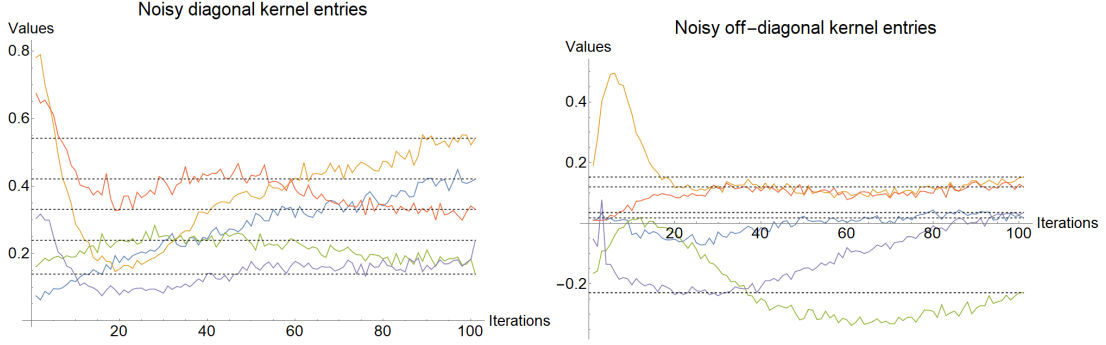 Noisy diagonal kernel entries
Values
0.8
0.6
0.4
0.2
20
40
60
80
100
Iterations
Noisy off-diagonal kernel entries
Values
0.4
0.2
-0.2
20
40
60
80
100
Iterations